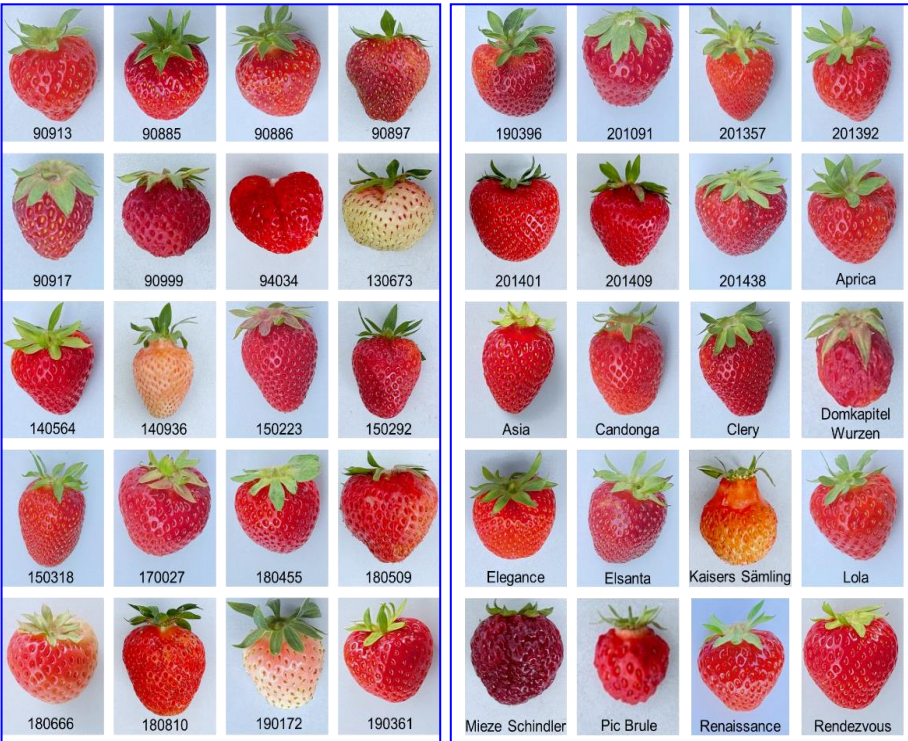 90913 90885 90886 90897
90917 90999 94034 130673
140564 140936 150223 150292
150318 170027 180455 180509
180666 180810 190172 190361
190396 201091 201357 201392
201401 201409 201438 Aprica
Asia Candonga Clery Domkapitel
Wurzen
Elegance Elsanta Kaisers Sämling Lola
Mieze Schindler Pic Brule Renaissance Rendezvous